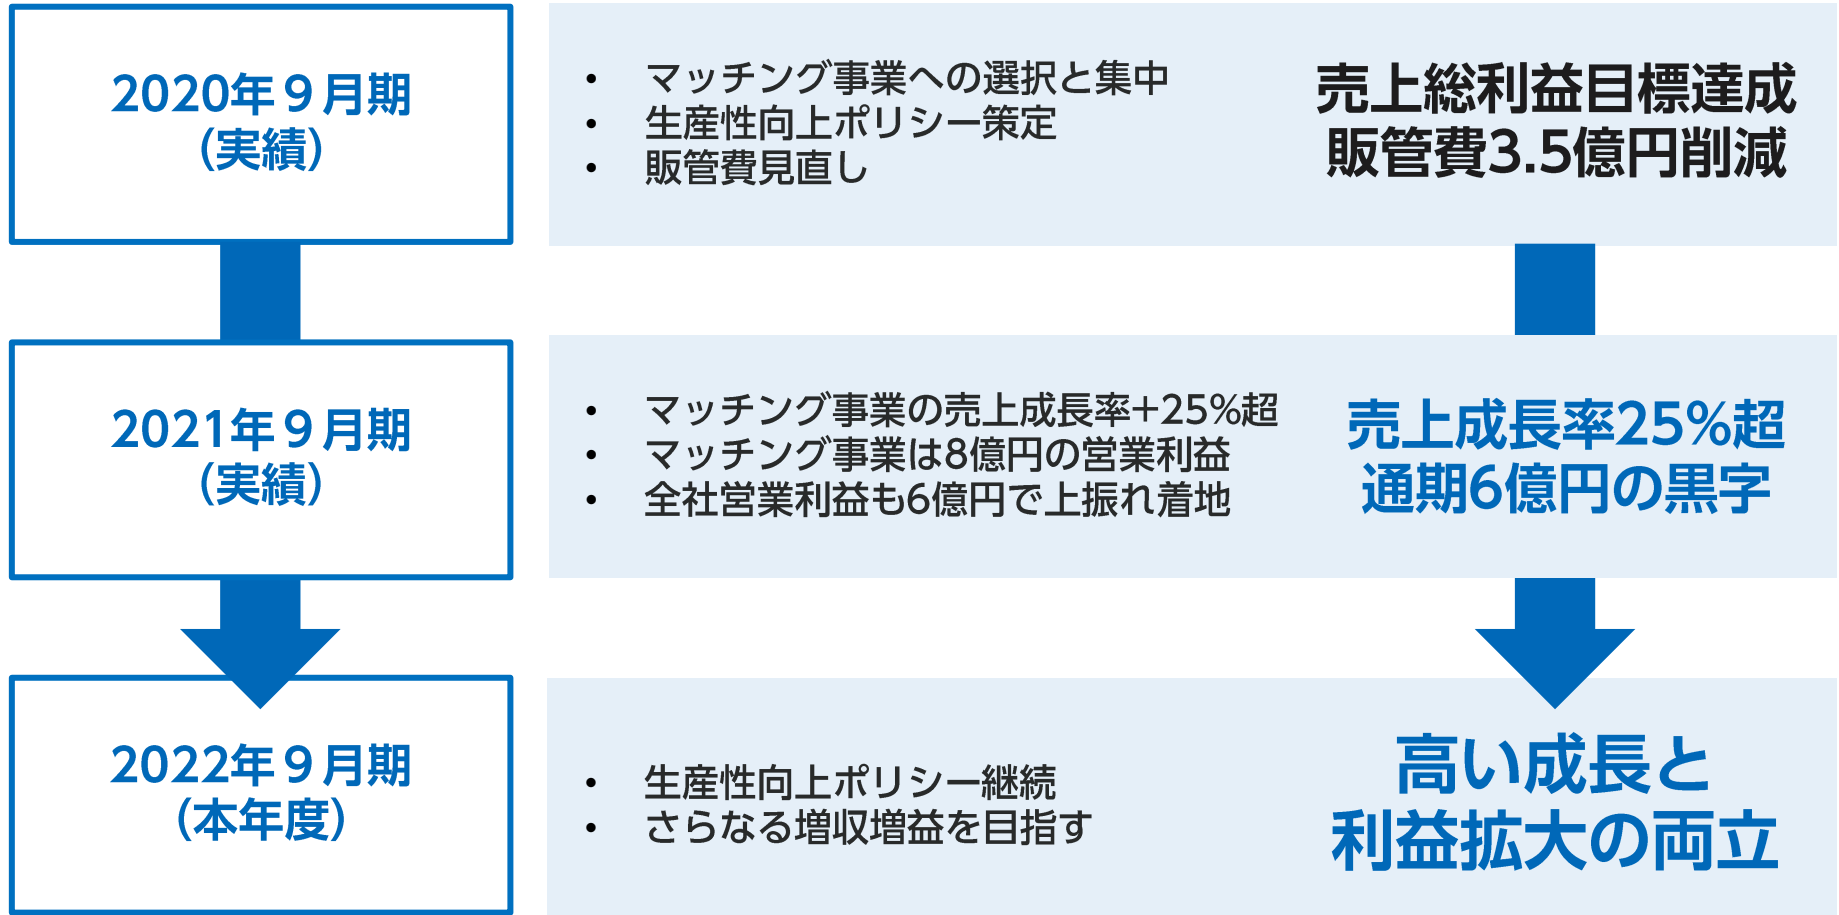 2020年９月期
（実績）
• マッチング事業への選択と集中
• 生産性向上ポリシー策定
• 販管費見直し
売上総利益目標達成
販管費3.5億円削減
2021年９月期
（実績）
• マッチング事業の売上成長率+25%超
• マッチング事業は8億円の営業利益
• 全社営業利益も6億円で上振れ着地
売上成長率25%超
通期6億円の黒字
2022年９月期
（本年度）
• 生産性向上ポリシー継続
• さらなる増収増益を目指す
高い成長と
利益拡大の両立